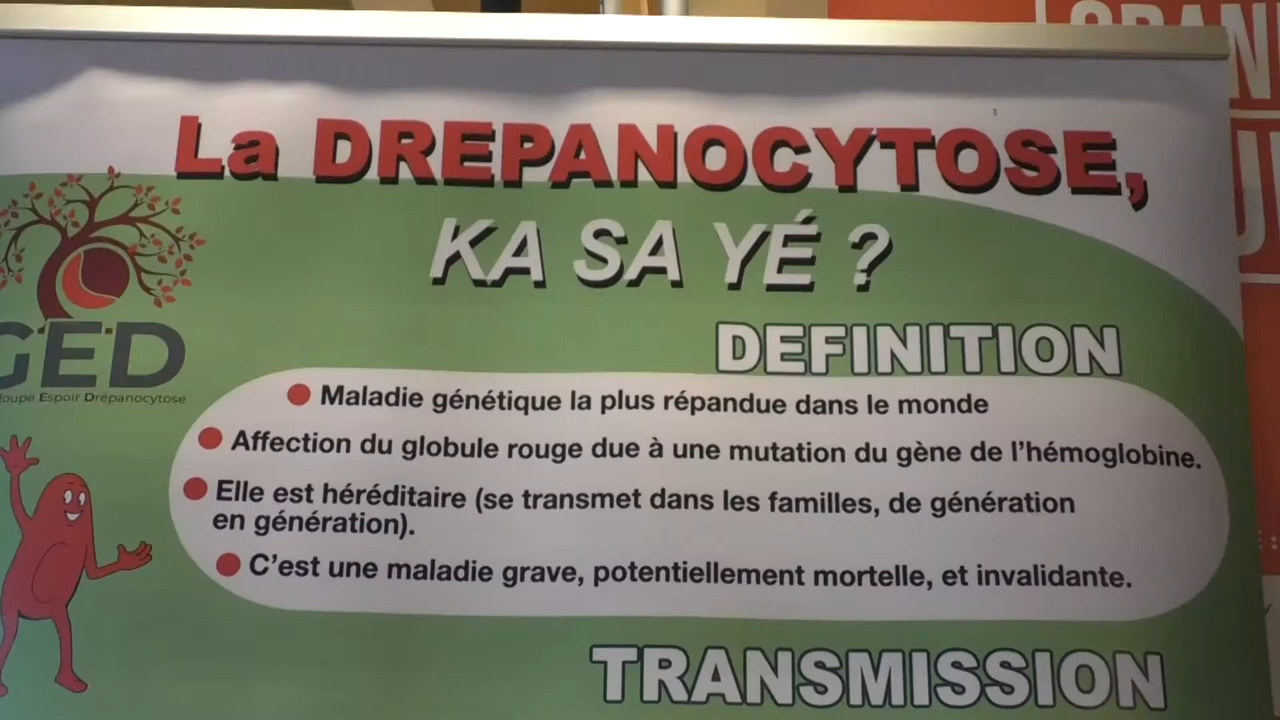 La DREPANOCYTOSE,
KA SA YÉ ?
GED
Espoir Drépanocytose
DEFINITION
Maladie génétique la plus répandue dans le monde
Affection du globule rouge due à une mutation du gène de l'hémoglobine.
Elle est héréditaire (se transmet dans les familles, de génération
en génération).
C'est une maladie grave, potentiellement mortelle, et invalidante.
TRANSMISSION